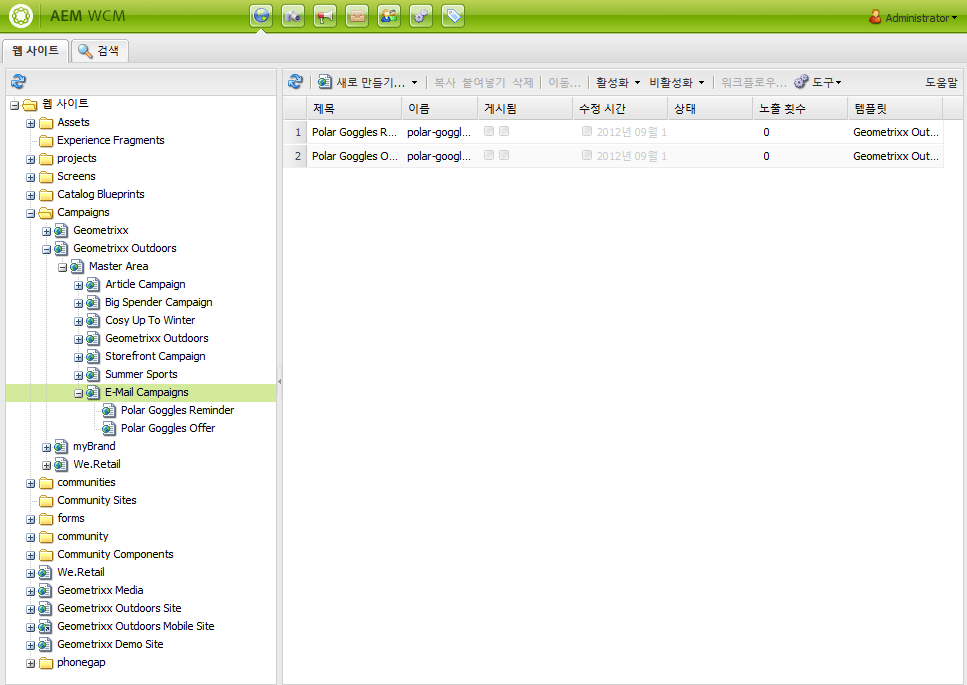 AEM WCM
Administrator
웹 사이트 검색
새로 만들기... 복사 붙여넣기 삭제 이동... 활성화 비활성화 워크플로우... 도구 도움말
웹 사이트
Assets
Experience Fragments
projects
Screens
Catalog Blueprints
Campaigns
Geometrixx
Geometrixx Outdoors
Master Area
Article Campaign
Big Spender Campaign
Cosy Up To Winter
Geometrixx Outdoors
Storefront Campaign
Summer Sports
E-Mail Campaigns
Polar Goggles Reminder
Polar Goggles Offer
myBrand
We.Retail
communities
Community Sites
forms
community
Community Components
We.Retail
Geometrixx Media
Geometrixx Outdoors Site
Geometrixx Outdoors Mobile Site
Geometrixx Demo Site
phonegap
제목 이름 게시됨 수정 시간 상태 노출 횟수 템플릿
1 Polar Goggles R... polar-goggl... 2012년 09월 1 0 Geometrixx Out...
2 Polar Goggles O... polar-googl... 2012년 09월 1 0 Geometrixx Out...